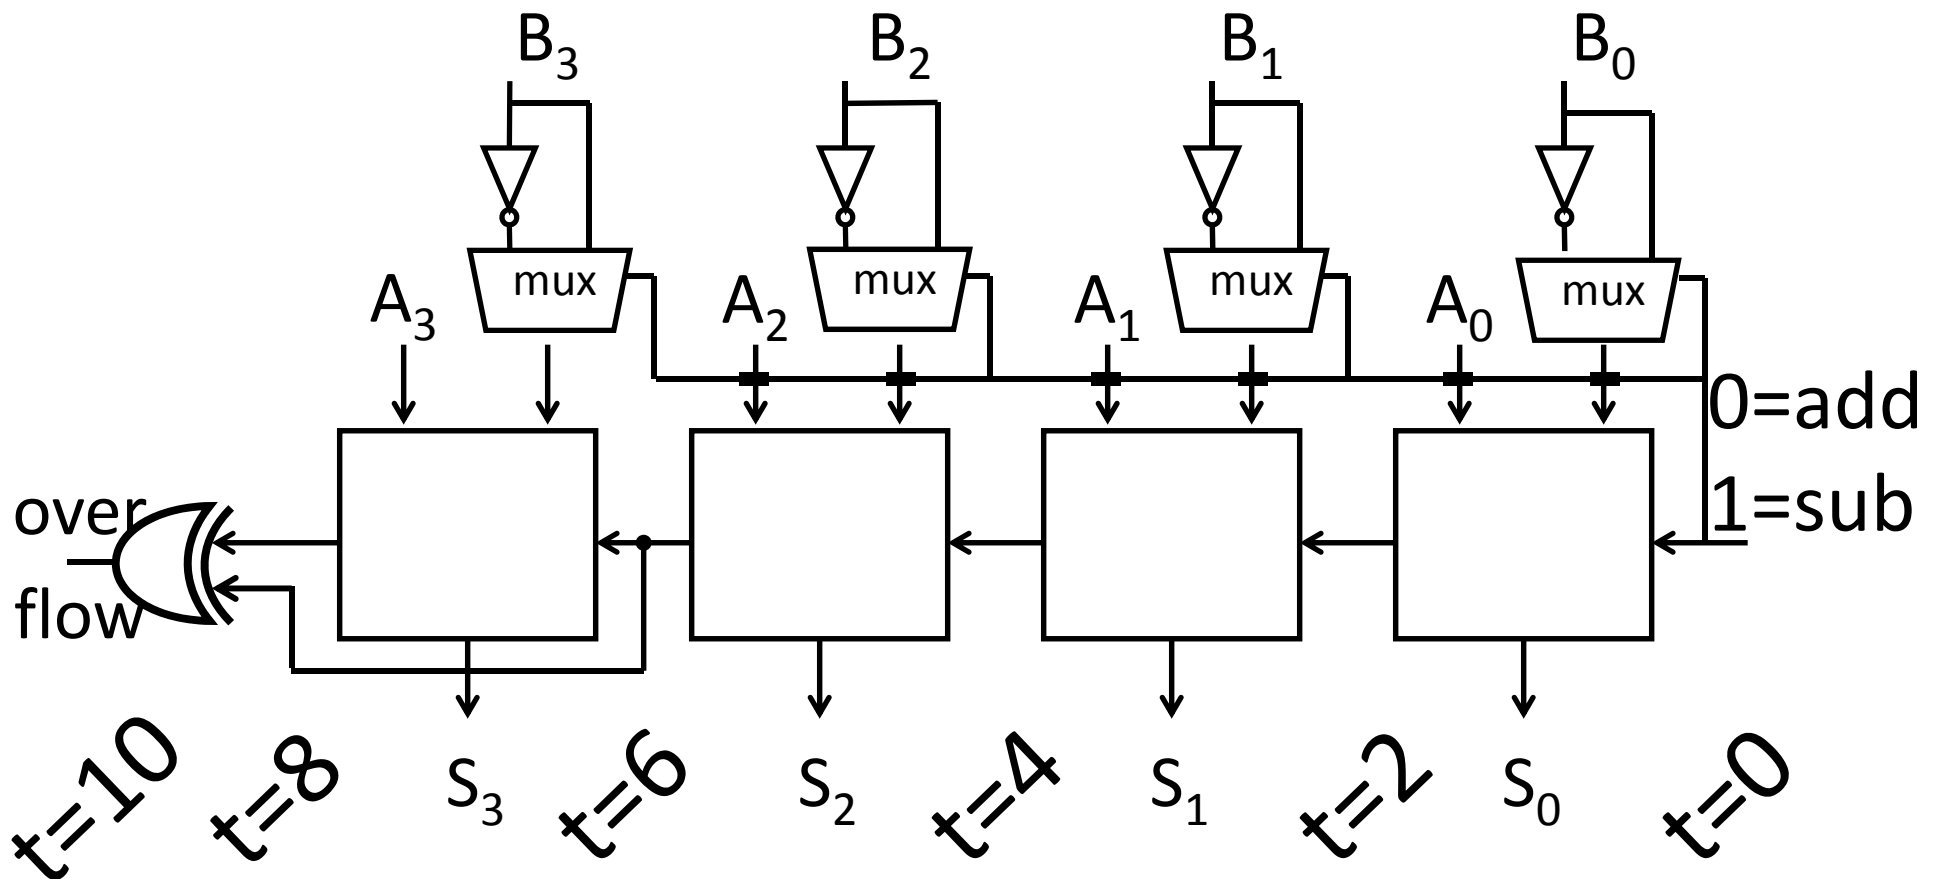 B₃ B₂ B₁ B₀
mux mux mux mux
A₃ A₂ A₁ A₀
0=add
1=sub
over
flow
S₃ S₂ S₁ S₀
t=10 t=8 t=6 t=4 t=2 t=0